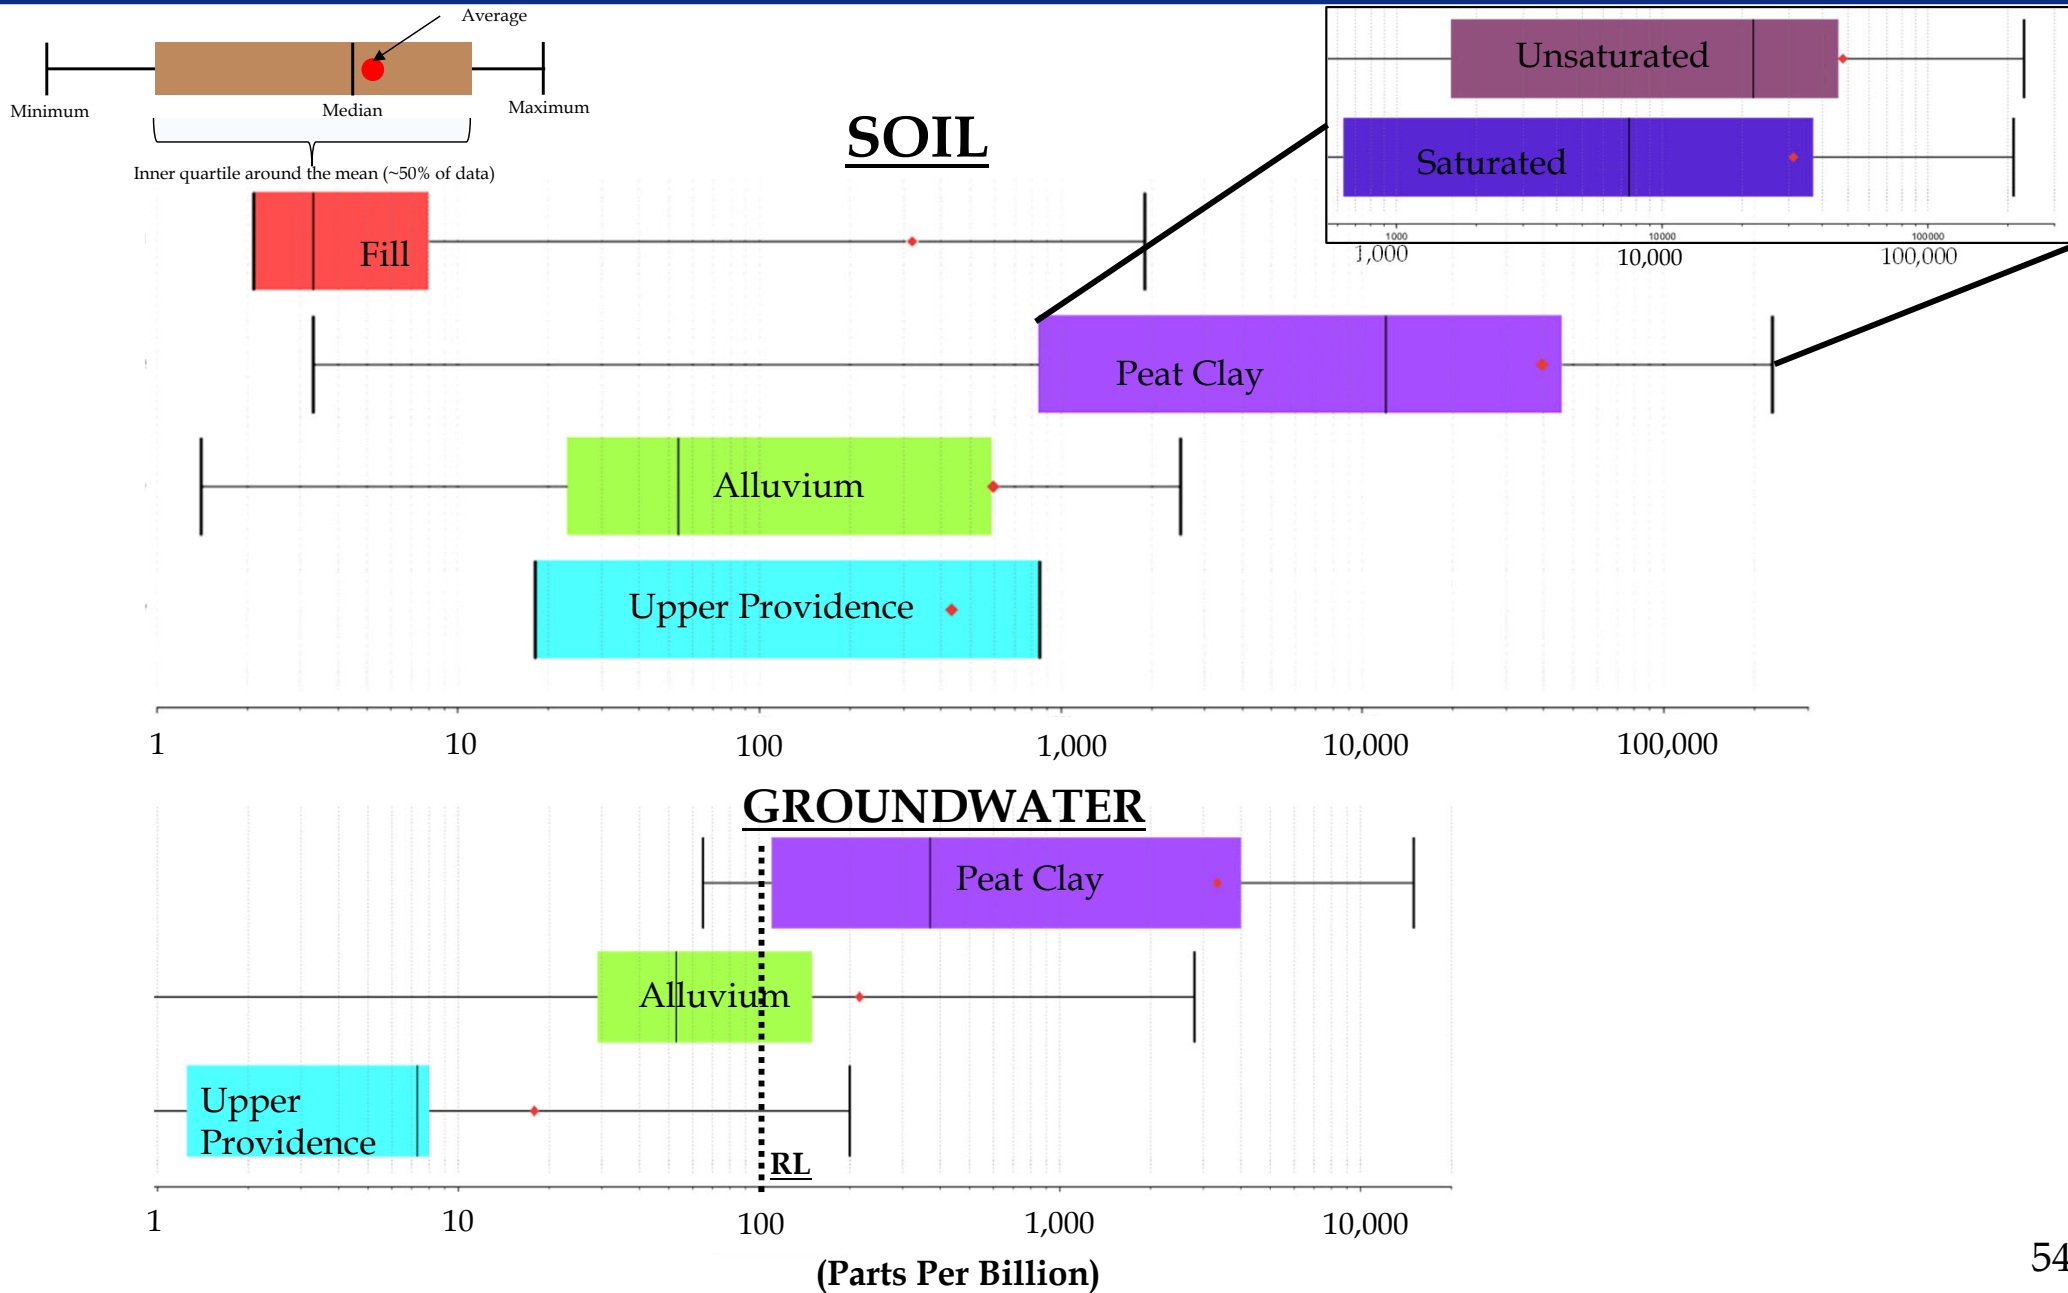 Average
Minimum
Median
Maximum
Inner quartile around the mean (~50% of data)
SOIL
Unsaturated
Saturated
1000
10000
100000
1,000
10,000
100,000
Fill
Peat Clay
Alluvium
Upper Providence
1
10
100
1,000
10,000
100,000
GROUNDWATER
Peat Clay
Alluvium
Upper
Providence
RL
1
10
100
1,000
10,000
(Parts Per Billion)
54